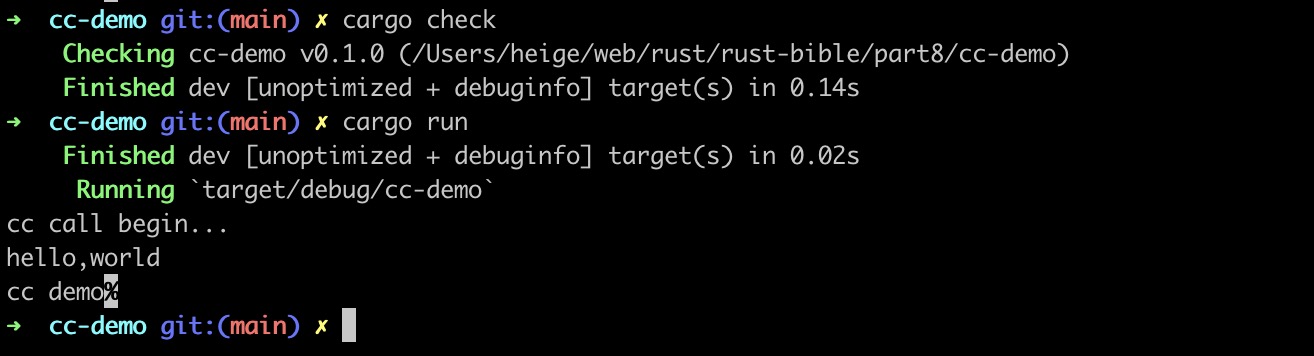 ➜  cc-demo git:(main) ✗ cargo check
    Checking cc-demo v0.1.0 (/Users/heige/web/rust/rust-bible/part8/cc-demo)
    Finished dev [unoptimized + debuginfo] target(s) in 0.14s
➜  cc-demo git:(main) ✗ cargo run
    Finished dev [unoptimized + debuginfo] target(s) in 0.02s
     Running `target/debug/cc-demo`
cc call begin...
hello,world
cc demo%
➜  cc-demo git:(main) ✗